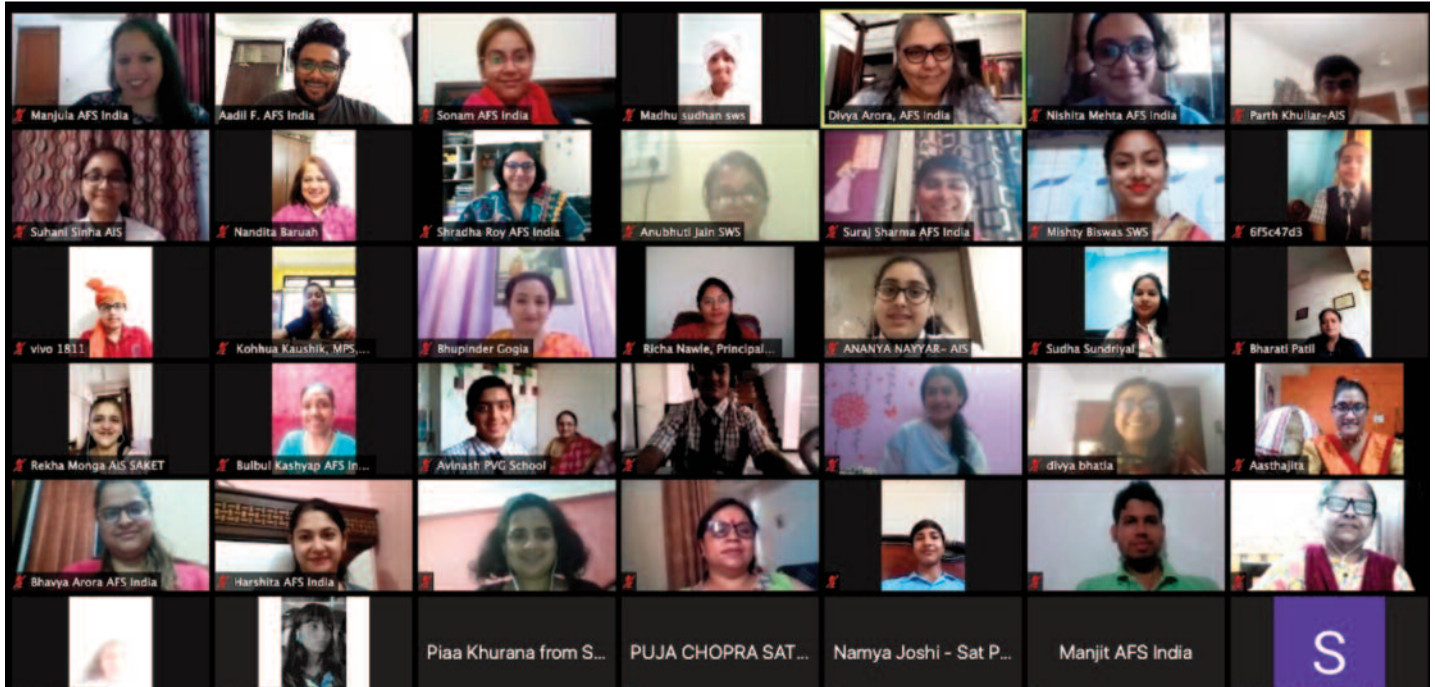 Manjula AFS India
Aadil F. AFS India
Sonam AFS India
Madhu sudhan sws
Divya Arora, AFS India
Nishita Mehta AFS India
Parth Khullar-AIS
Suhani Sinha AIS
Nandita Baruah
Shradha Roy AFS India
Anubhuti Jain SWS
Suraj Sharma AFS India
Mishty Biswas SWS
6f5c47d3
vivo 1811
Kohhua Kaushik, MPS,...
Bhupinder Gogia
Richa Nawle, Principal...
ANANYA NAYYAR- AIS
Sudha Sundriyal
Bharati Patil
Rekha Monga AIS SAKET
Bulbul Kashyap AFS In...
Avinash PVG School
divya bhatia
Aasthajita
Bhavya Arora AFS India
Harshita AFS India
Piaa Khurana from S...
PUJA CHOPRA SAT...
Namya Joshi - Sat P...
Manjit AFS India
S